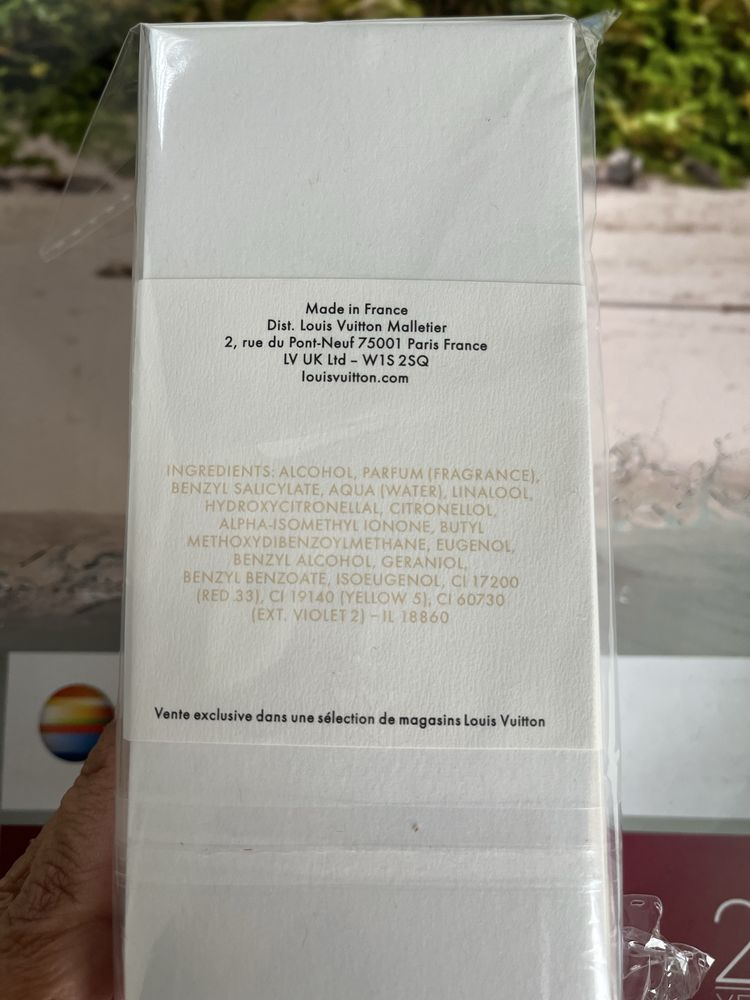 Made in France
Dist. Louis Vuitton Malletier
2, rue du Pont-Neuf 75001 Paris France
LV UK Ltd – W1S 2SQ
louisvuitton.com
INGREDIENTS: ALCOHOL, PARFUM (FRAGRANCE),
BENZYL SALICYLATE, AQUA (WATER), LINALOOL,
HYDROXYCITRONELLAL, CITRONELLOL,
ALPHA-ISOMETHYL IONONE, BUTYL
METHOXYDIBENZOYLMETHANE, EUGENOL,
BENZYL ALCOHOL, GERANIOL,
BENZYL BENZOATE, ISOEUGENOL, CI 17200
(RED 33), CI 19140 (YELLOW 5), CI 60730
(EXT. VIOLET 2) – IL 18860
Vente exclusive dans une sélection de magasins Louis Vuitton
2